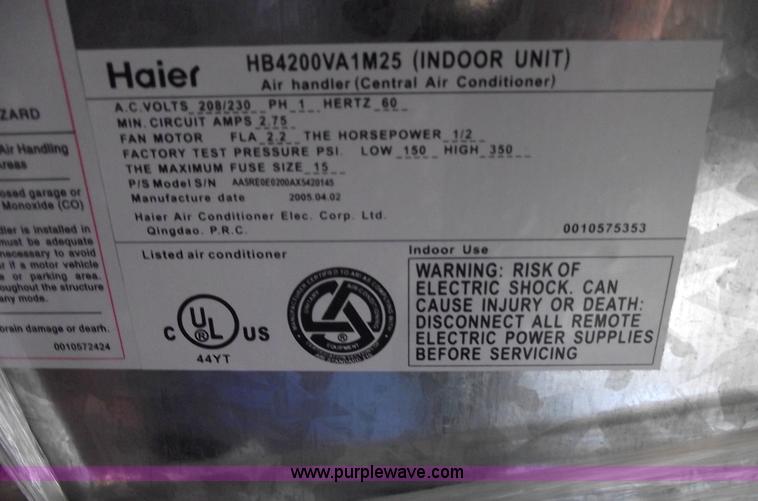 Haier
HB4200VA1M25 (INDOOR UNIT)
Air handler (Central Air Conditioner)
A.C.VOLTS 208/230 PH 1 HERTZ 60
MIN. CIRCUIT AMPS 2.75
FAN MOTOR FLA 2.2 THE HORSEPOWER 1/2
FACTORY TEST PRESSURE PSI. LOW 150 HIGH 350
THE MAXIMUM FUSE SIZE 15
P/S Model S/N AA5RE0E0200AX5420145
Manufacture date 2005.04.02
Haier Air Conditioner Elec. Corp. Ltd.
Qingdao. P.R.C. 0010575353
Listed air conditioner
C UL US
®
44YT
®
EQUIPMENT
Indoor Use
WARNING: RISK OF
ELECTRIC SHOCK. CAN
CAUSE INJURY OR DEATH:
DISCONNECT ALL REMOTE
ELECTRIC POWER SUPPLIES
BEFORE SERVICING
ZARD
Air Handling
Areas
osed garage or
Monoxide (CO)
dler is installed in
must be adequate
necessary to avoid
r if a motor vehicle
e or parking area.
oughout the structure
any mode.
brain damage or death.
0010572424
www.purplewave.com